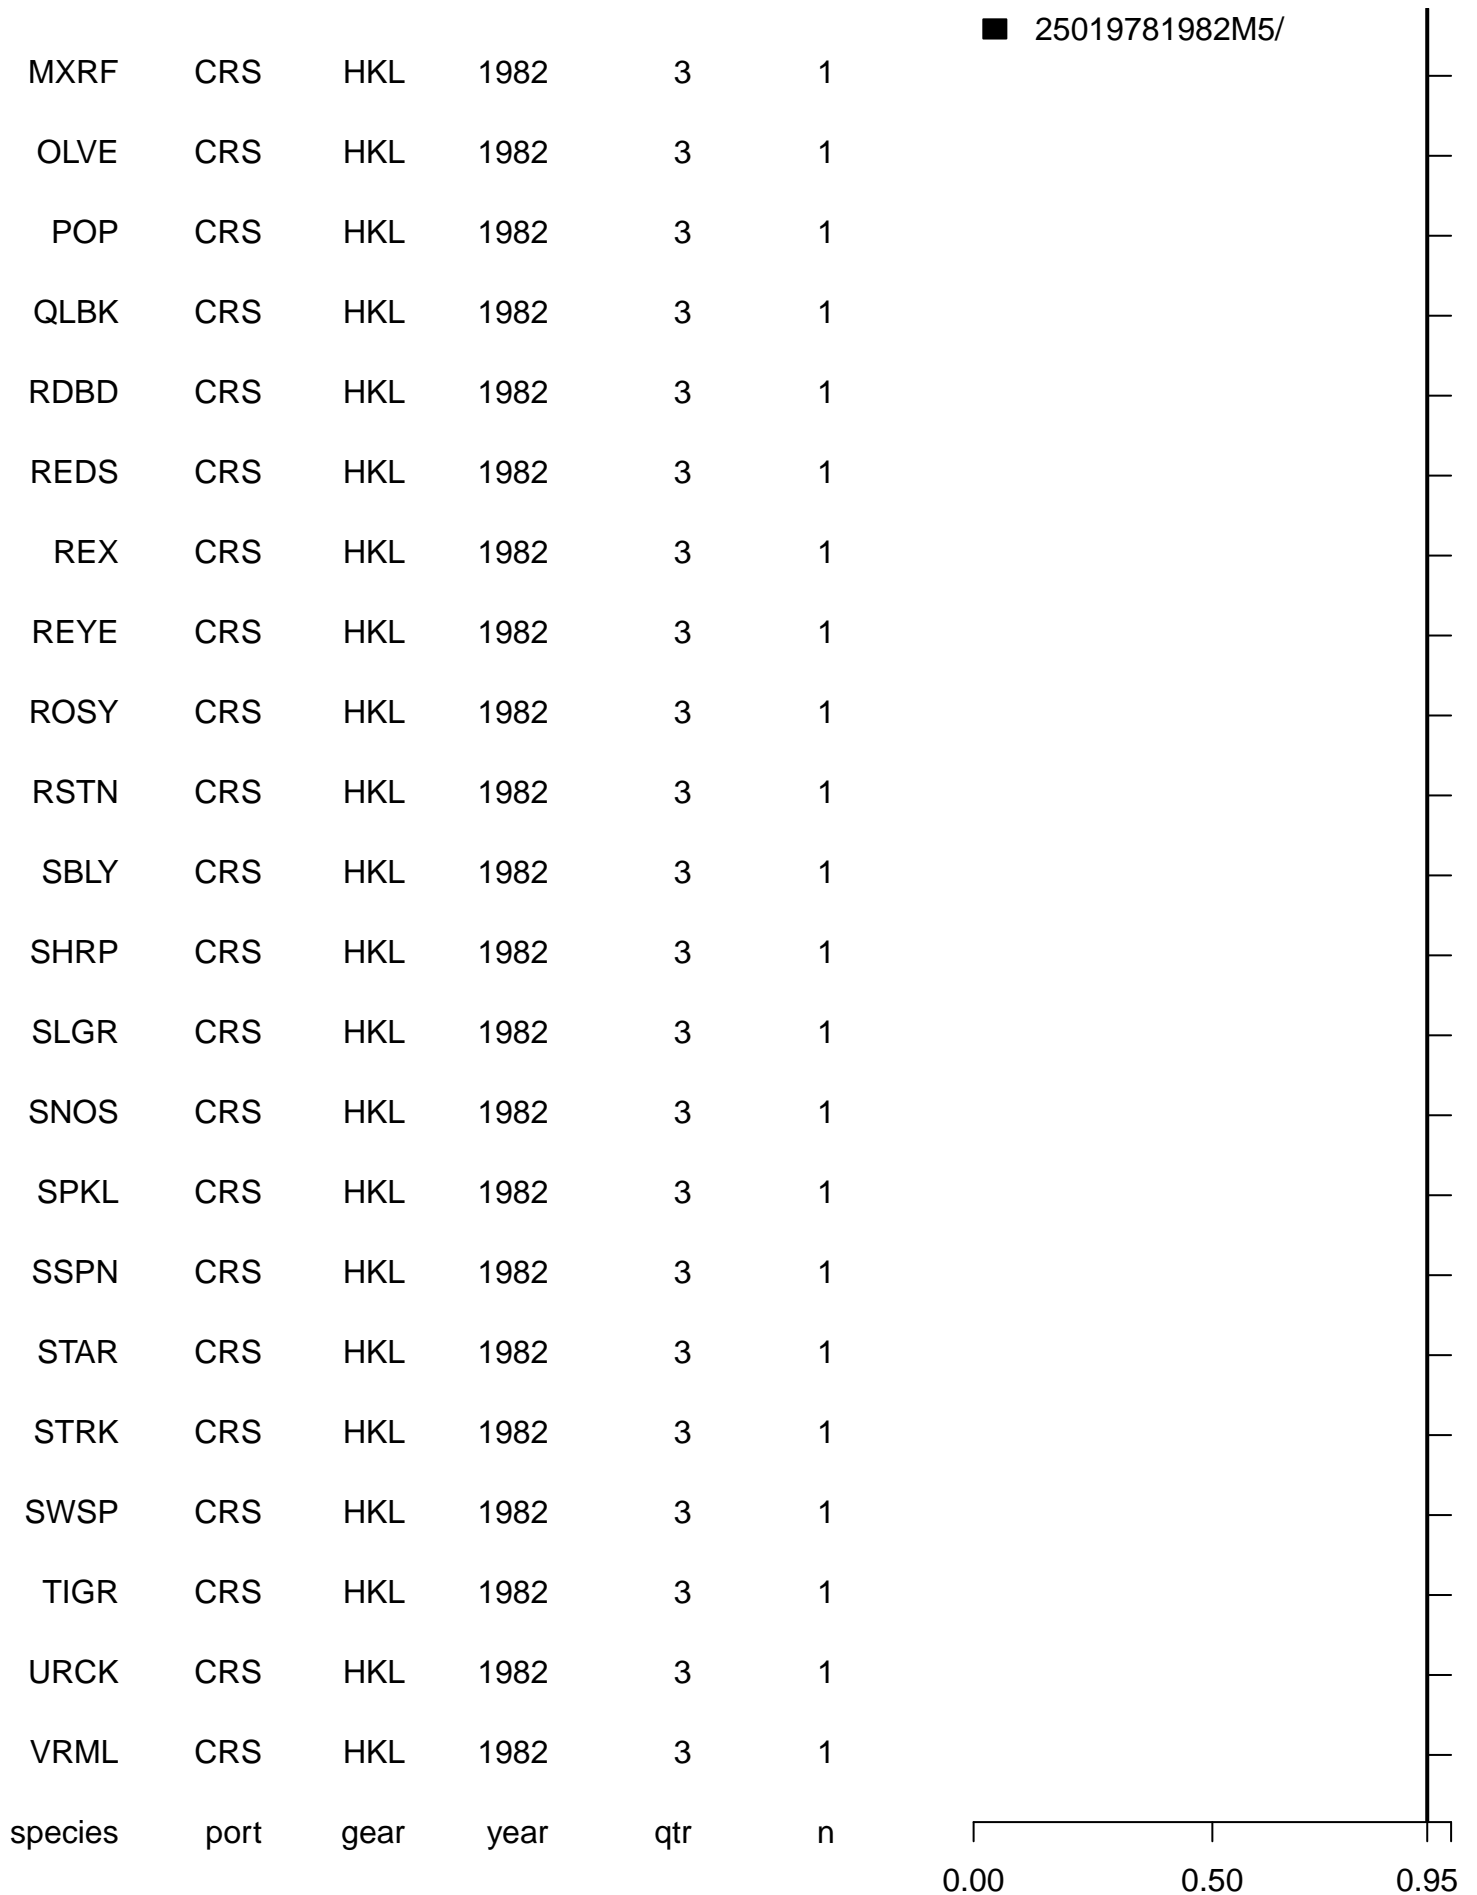 25019781982M5/
MXRF CRS HKL 1982 3 1
OLVE CRS HKL 1982 3 1
POP CRS HKL 1982 3 1
QLBK CRS HKL 1982 3 1
RDBD CRS HKL 1982 3 1
REDS CRS HKL 1982 3 1
REX CRS HKL 1982 3 1
REYE CRS HKL 1982 3 1
ROSY CRS HKL 1982 3 1
RSTN CRS HKL 1982 3 1
SBLY CRS HKL 1982 3 1
SHRP CRS HKL 1982 3 1
SLGR CRS HKL 1982 3 1
SNOS CRS HKL 1982 3 1
SPKL CRS HKL 1982 3 1
SSPN CRS HKL 1982 3 1
STAR CRS HKL 1982 3 1
STRK CRS HKL 1982 3 1
SWSP CRS HKL 1982 3 1
TIGR CRS HKL 1982 3 1
URCK CRS HKL 1982 3 1
VRML CRS HKL 1982 3 1
species port gear year qtr n
0.00 0.50 0.95